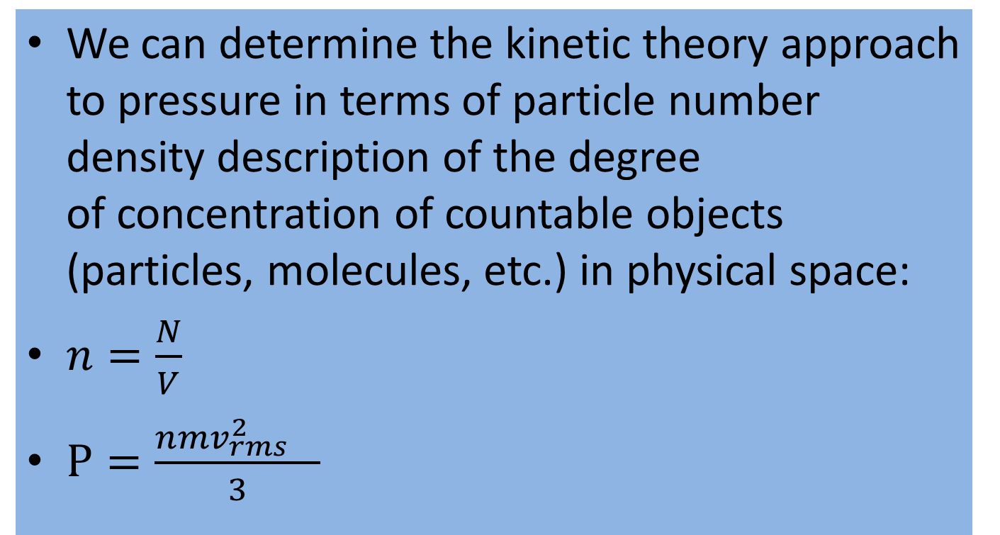 • We can determine the kinetic theory approach
to pressure in terms of particle number
density description of the degree
of concentration of countable objects
(particles, molecules, etc.) in physical space:
• $n = \frac{N}{V}$
• $\mathrm{P} = \frac{nmv_{rms}^{2}}{3}$